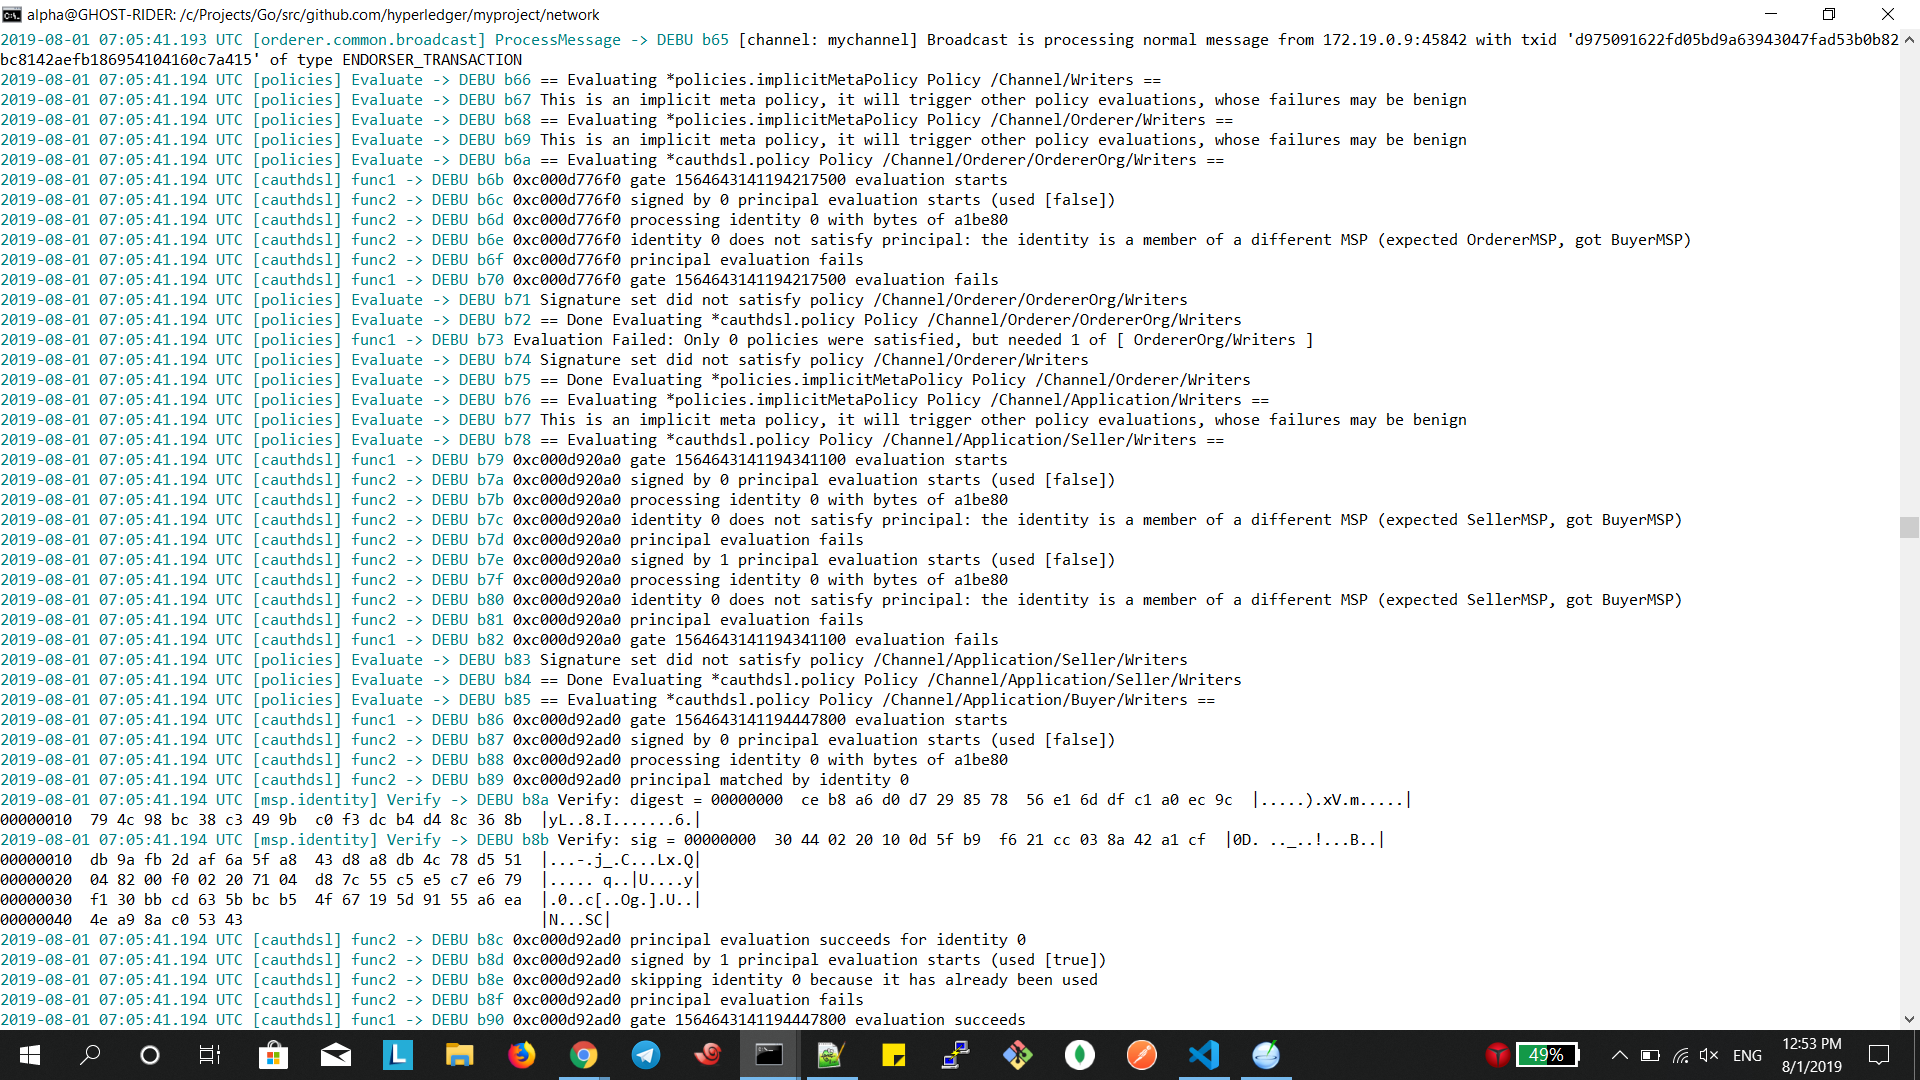 alpha@GHOST-RIDER: /c/Projects/Go/src/github.com/hyperledger/myproject/network
2019-08-01 07:05:41.193 UTC [orderer.common.broadcast] ProcessMessage -> DEBU b65 [channel: mychannel] Broadcast is processing normal message from 172.19.0.9:45842 with txid 'd975091622fd05bd9a63943047fad53b0b82
bc8142aefb186954104160c7a415' of type ENDORSER_TRANSACTION
2019-08-01 07:05:41.194 UTC [policies] Evaluate -> DEBU b66 == Evaluating *policies.implicitMetaPolicy Policy /Channel/Writers ==
2019-08-01 07:05:41.194 UTC [policies] Evaluate -> DEBU b67 This is an implicit meta policy, it will trigger other policy evaluations, whose failures may be benign
2019-08-01 07:05:41.194 UTC [policies] Evaluate -> DEBU b68 == Evaluating *policies.implicitMetaPolicy Policy /Channel/Orderer/Writers ==
2019-08-01 07:05:41.194 UTC [policies] Evaluate -> DEBU b69 This is an implicit meta policy, it will trigger other policy evaluations, whose failures may be benign
2019-08-01 07:05:41.194 UTC [policies] Evaluate -> DEBU b6a == Evaluating *cauthdsl.policy Policy /Channel/Orderer/OrdererOrg/Writers ==
2019-08-01 07:05:41.194 UTC [cauthdsl] func1 -> DEBU b6b 0xc000d776f0 gate 1564643141194217500 evaluation starts
2019-08-01 07:05:41.194 UTC [cauthdsl] func2 -> DEBU b6c 0xc000d776f0 signed by 0 principal evaluation starts (used [false])
2019-08-01 07:05:41.194 UTC [cauthdsl] func2 -> DEBU b6d 0xc000d776f0 processing identity 0 with bytes of a1be80
2019-08-01 07:05:41.194 UTC [cauthdsl] func2 -> DEBU b6e 0xc000d776f0 identity 0 does not satisfy principal: the identity is a member of a different MSP (expected OrdererMSP, got BuyerMSP)
2019-08-01 07:05:41.194 UTC [cauthdsl] func2 -> DEBU b6f 0xc000d776f0 principal evaluation fails
2019-08-01 07:05:41.194 UTC [cauthdsl] func1 -> DEBU b70 0xc000d776f0 gate 1564643141194217500 evaluation fails
2019-08-01 07:05:41.194 UTC [policies] Evaluate -> DEBU b71 Signature set did not satisfy policy /Channel/Orderer/OrdererOrg/Writers
2019-08-01 07:05:41.194 UTC [policies] Evaluate -> DEBU b72 == Done Evaluating *cauthdsl.policy Policy /Channel/Orderer/OrdererOrg/Writers
2019-08-01 07:05:41.194 UTC [policies] func1 -> DEBU b73 Evaluation Failed: Only 0 policies were satisfied, but needed 1 of [ OrdererOrg/Writers ]
2019-08-01 07:05:41.194 UTC [policies] Evaluate -> DEBU b74 Signature set did not satisfy policy /Channel/Orderer/Writers
2019-08-01 07:05:41.194 UTC [policies] Evaluate -> DEBU b75 == Done Evaluating *policies.implicitMetaPolicy Policy /Channel/Orderer/Writers
2019-08-01 07:05:41.194 UTC [policies] Evaluate -> DEBU b76 == Evaluating *policies.implicitMetaPolicy Policy /Channel/Application/Writers ==
2019-08-01 07:05:41.194 UTC [policies] Evaluate -> DEBU b77 This is an implicit meta policy, it will trigger other policy evaluations, whose failures may be benign
2019-08-01 07:05:41.194 UTC [policies] Evaluate -> DEBU b78 == Evaluating *cauthdsl.policy Policy /Channel/Application/Seller/Writers ==
2019-08-01 07:05:41.194 UTC [cauthdsl] func1 -> DEBU b79 0xc000d920a0 gate 1564643141194341100 evaluation starts
2019-08-01 07:05:41.194 UTC [cauthdsl] func2 -> DEBU b7a 0xc000d920a0 signed by 0 principal evaluation starts (used [false])
2019-08-01 07:05:41.194 UTC [cauthdsl] func2 -> DEBU b7b 0xc000d920a0 processing identity 0 with bytes of a1be80
2019-08-01 07:05:41.194 UTC [cauthdsl] func2 -> DEBU b7c 0xc000d920a0 identity 0 does not satisfy principal: the identity is a member of a different MSP (expected SellerMSP, got BuyerMSP)
2019-08-01 07:05:41.194 UTC [cauthdsl] func2 -> DEBU b7d 0xc000d920a0 principal evaluation fails
2019-08-01 07:05:41.194 UTC [cauthdsl] func2 -> DEBU b7e 0xc000d920a0 signed by 1 principal evaluation starts (used [false])
2019-08-01 07:05:41.194 UTC [cauthdsl] func2 -> DEBU b7f 0xc000d920a0 processing identity 0 with bytes of a1be80
2019-08-01 07:05:41.194 UTC [cauthdsl] func2 -> DEBU b80 0xc000d920a0 identity 0 does not satisfy principal: the identity is a member of a different MSP (expected SellerMSP, got BuyerMSP)
2019-08-01 07:05:41.194 UTC [cauthdsl] func2 -> DEBU b81 0xc000d920a0 principal evaluation fails
2019-08-01 07:05:41.194 UTC [cauthdsl] func1 -> DEBU b82 0xc000d920a0 gate 1564643141194341100 evaluation fails
2019-08-01 07:05:41.194 UTC [policies] Evaluate -> DEBU b83 Signature set did not satisfy policy /Channel/Application/Seller/Writers
2019-08-01 07:05:41.194 UTC [policies] Evaluate -> DEBU b84 == Done Evaluating *cauthdsl.policy Policy /Channel/Application/Seller/Writers
2019-08-01 07:05:41.194 UTC [policies] Evaluate -> DEBU b85 == Evaluating *cauthdsl.policy Policy /Channel/Application/Buyer/Writers ==
2019-08-01 07:05:41.194 UTC [cauthdsl] func1 -> DEBU b86 0xc000d92ad0 gate 1564643141194447800 evaluation starts
2019-08-01 07:05:41.194 UTC [cauthdsl] func2 -> DEBU b87 0xc000d92ad0 signed by 0 principal evaluation starts (used [false])
2019-08-01 07:05:41.194 UTC [cauthdsl] func2 -> DEBU b88 0xc000d92ad0 processing identity 0 with bytes of a1be80
2019-08-01 07:05:41.194 UTC [cauthdsl] func2 -> DEBU b89 0xc000d92ad0 principal matched by identity 0
2019-08-01 07:05:41.194 UTC [msp.identity] Verify -> DEBU b8a Verify: digest = 00000000  ce b8 a6 d0 d7 29 85 78  56 e1 6d df c1 a0 ec 9c  |.....).xV.m.....|
00000010  79 4c 98 bc 38 c3 49 9b  c0 f3 dc b4 d4 8c 36 8b  |yL..8.I.......6.|
2019-08-01 07:05:41.194 UTC [msp.identity] Verify -> DEBU b8b Verify: sig = 00000000  30 44 02 20 10 0d 5f b9  f6 21 cc 03 8a 42 a1 cf  |0D. .._..!...B..|
00000010  db 9a fb 2d af 6a 5f a8  43 d8 a8 db 4c 78 d5 51  |...-.j_.C...Lx.Q|
00000020  04 82 00 f0 02 20 71 04  d8 7c 55 c5 e5 c7 e6 79  |..... q..|U....y|
00000030  f1 30 bb cd 63 5b bc b5  4f 67 19 5d 91 55 a6 ea  |.0..c[..Og.].U..|
00000040  4e a9 8a c0 53 43                                 |N...SC|
2019-08-01 07:05:41.194 UTC [cauthdsl] func2 -> DEBU b8c 0xc000d92ad0 principal evaluation succeeds for identity 0
2019-08-01 07:05:41.194 UTC [cauthdsl] func2 -> DEBU b8d 0xc000d92ad0 signed by 1 principal evaluation starts (used [true])
2019-08-01 07:05:41.194 UTC [cauthdsl] func2 -> DEBU b8e 0xc000d92ad0 skipping identity 0 because it has already been used
2019-08-01 07:05:41.194 UTC [cauthdsl] func2 -> DEBU b8f 0xc000d92ad0 principal evaluation fails
2019-08-01 07:05:41.194 UTC [cauthdsl] func1 -> DEBU b90 0xc000d92ad0 gate 1564643141194447800 evaluation succeeds
L
49%
ENG
12:53 PM
8/1/2019